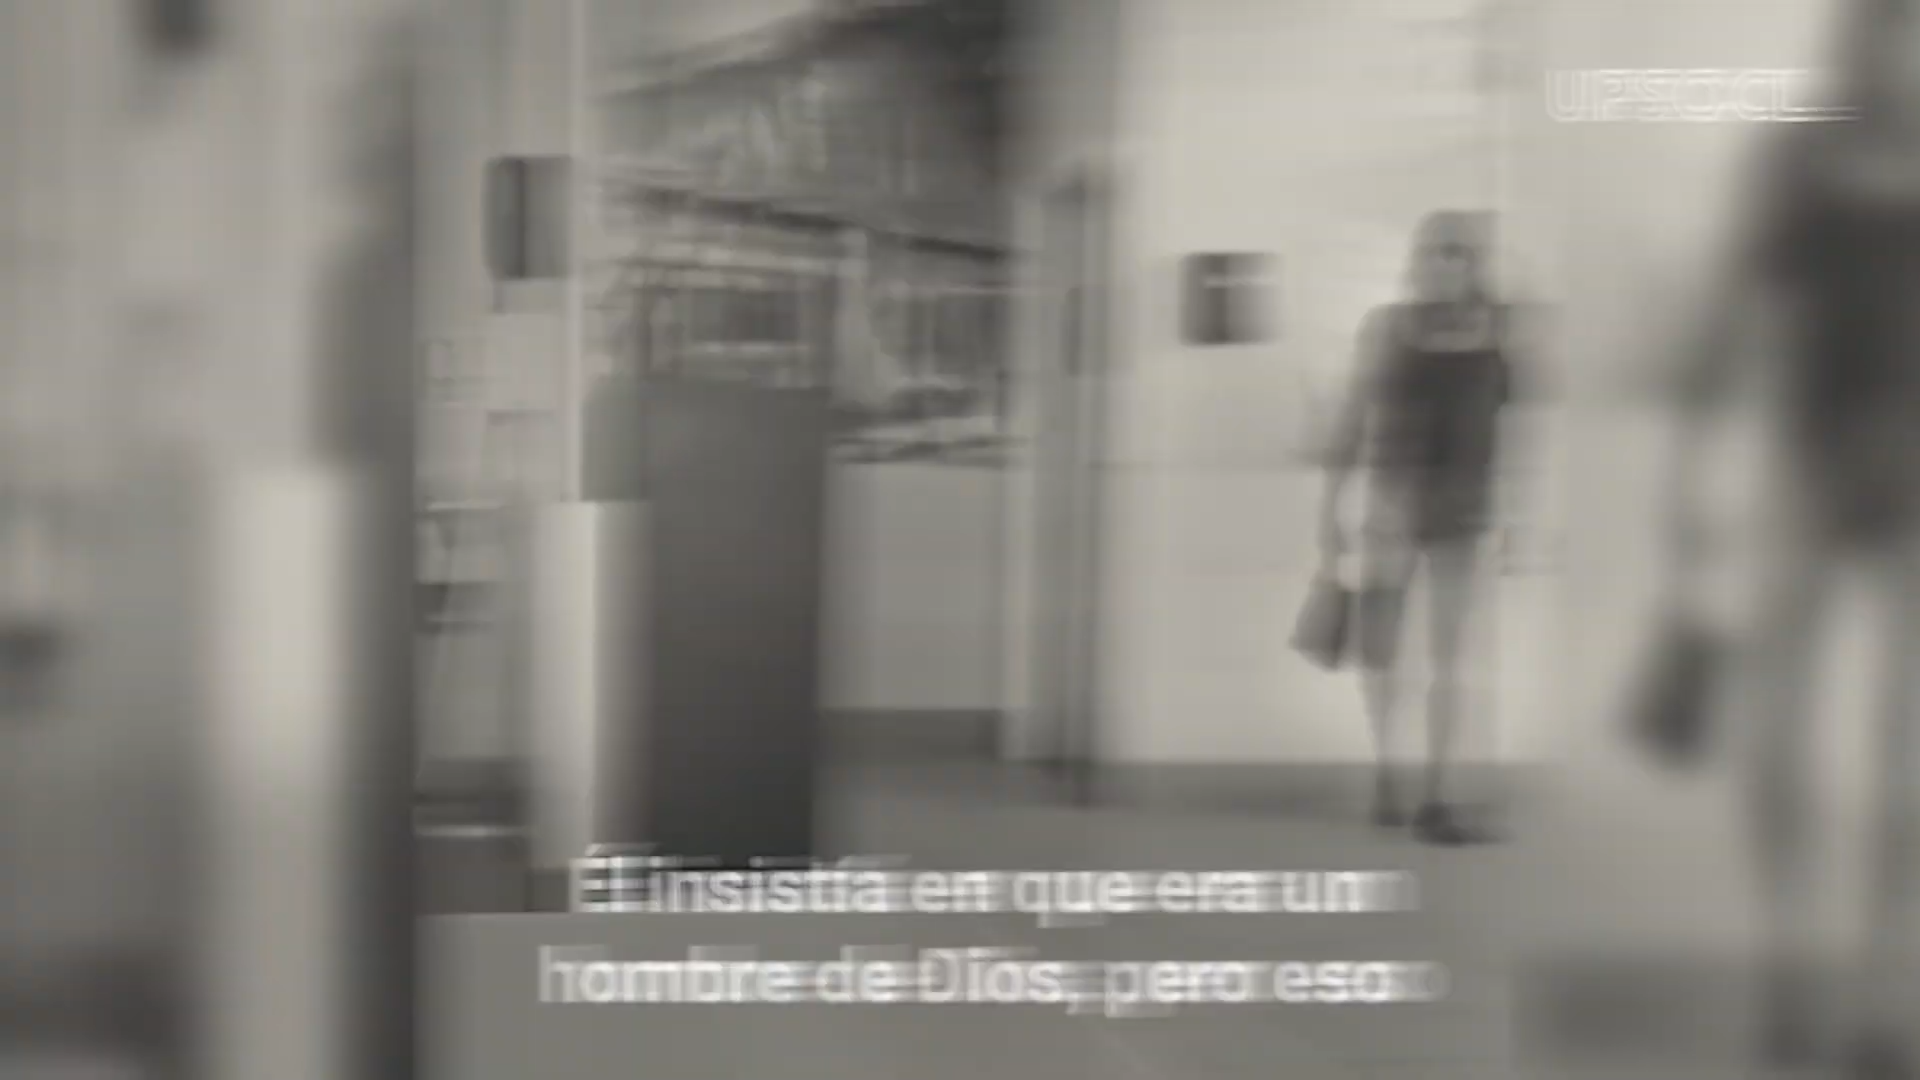 UPSOCL
Él insistía en que era un
hombre de Dios, pero eso